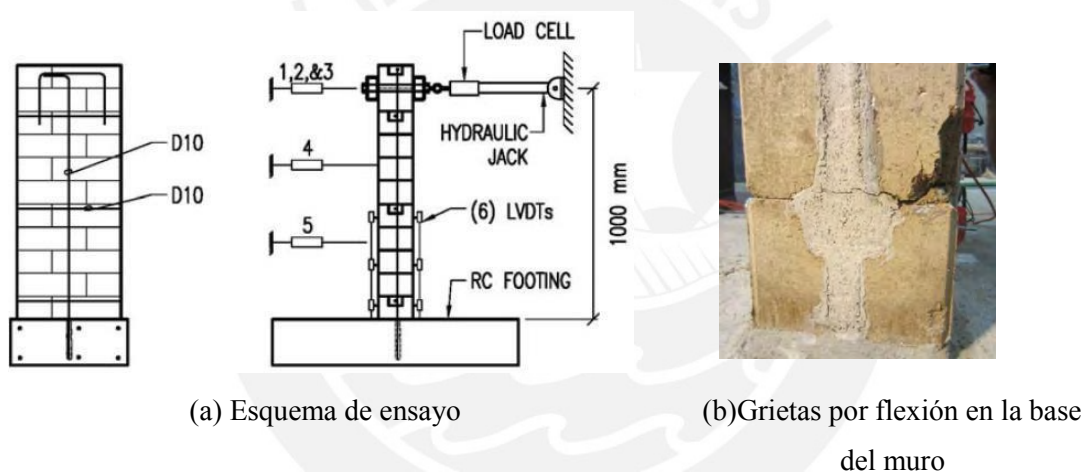 LOAD CELL
1,2,&3
HYDRAULIC
JACK
D10
D10
4
(6) LVDTs
5
1000 mm
RC FOOTING
(a) Esquema de ensayo
(b)Grietas por flexión en la base
del muro